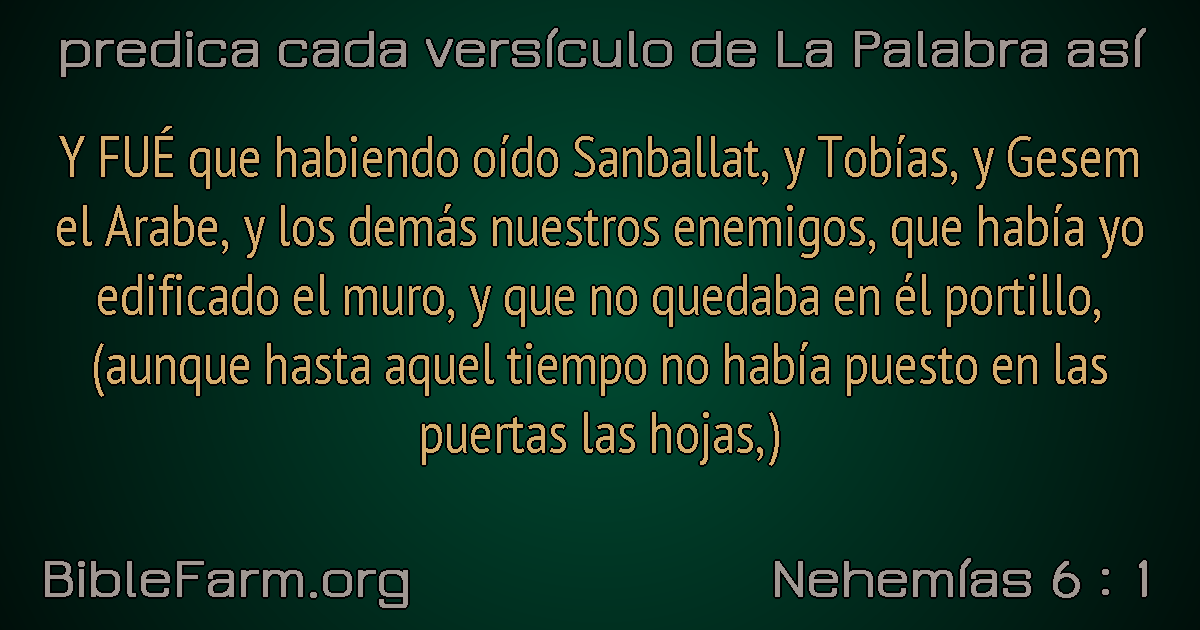 predica cada versículo de La Palabra así
Y FUÉ que habiendo oído Sanballat, y Tobías, y Gesem
el Arabe, y los demás nuestros enemigos, que había yo
edificado el muro, y que no quedaba en él portillo,
(aunque hasta aquel tiempo no había puesto en las
puertas las hojas,)
BibleFarm.org
Nehemías 6 : 1